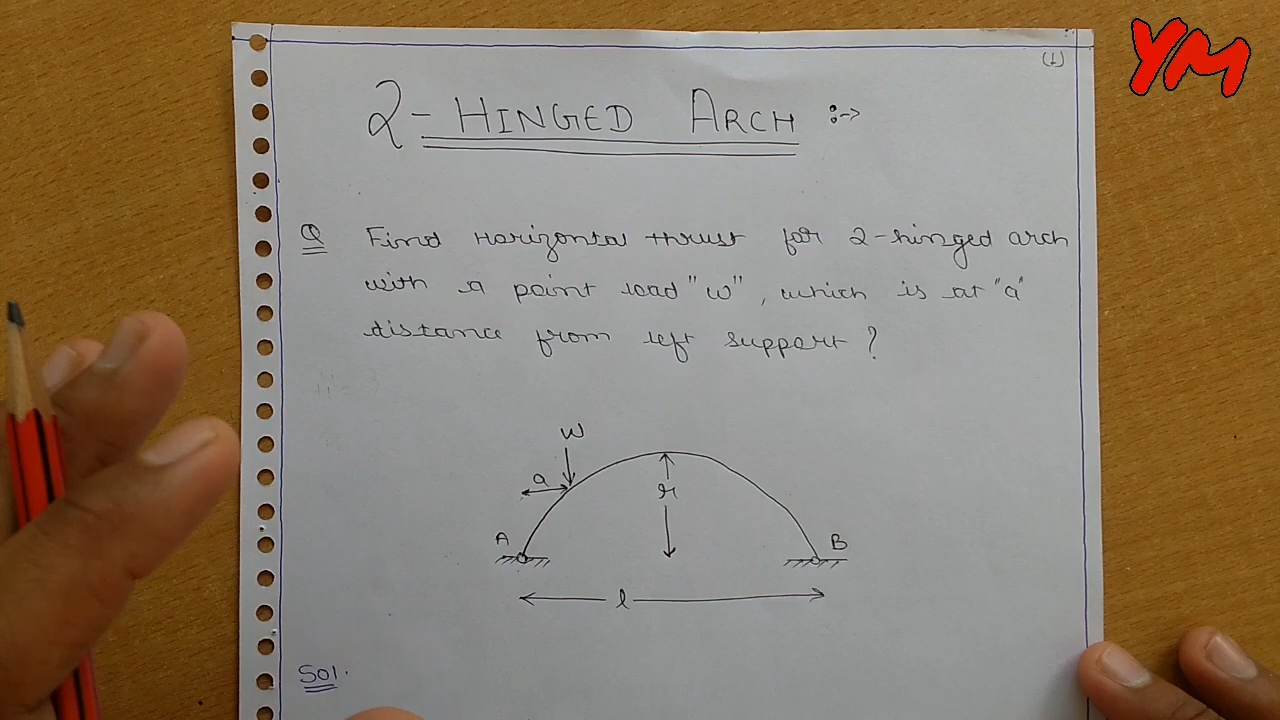 YM
(1)
2-HINGED ARCH :->
Q Find Horizontal thrust for 2-hinged arch
with a point load "W", which is at "a"
distance from left support ?
W
a
r
A
B
l
Sol.